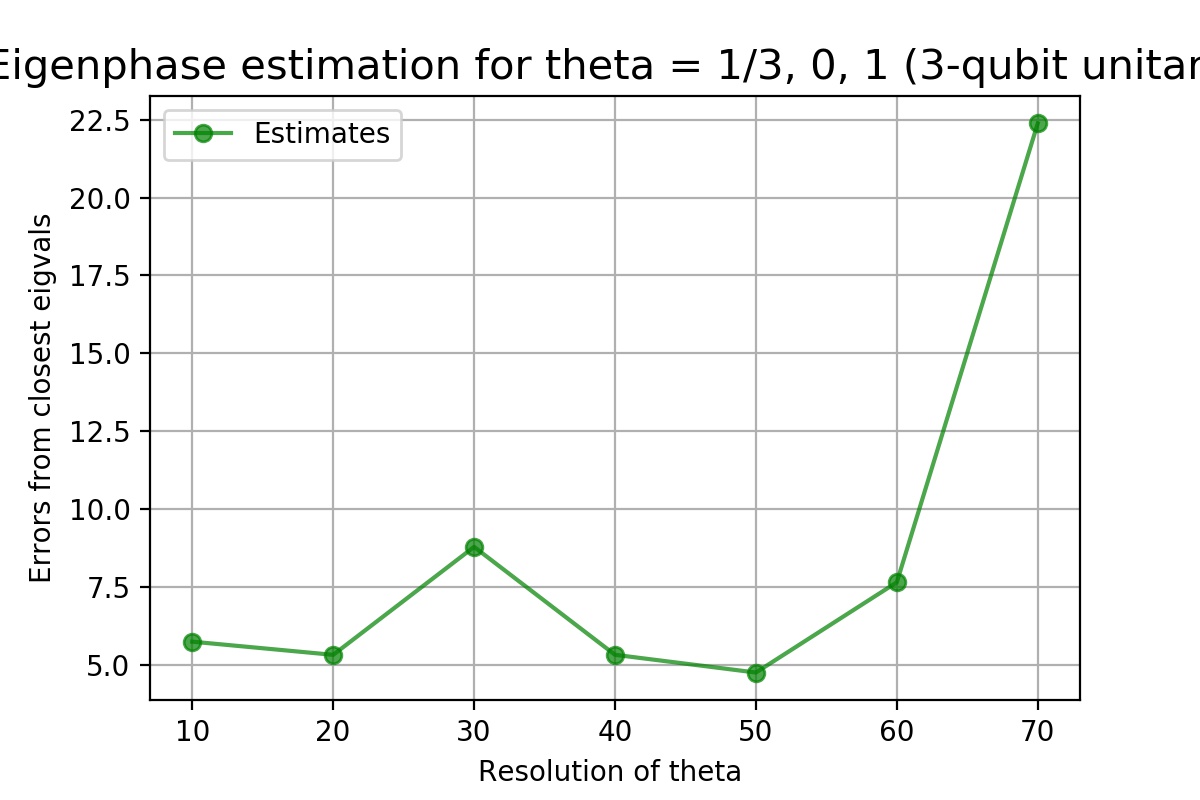 Eigenphase estimation for theta = 1/3, 0, 1 (3-qubit unitar
Estimates
Errors from closest eigvals
22.5
20.0
17.5
15.0
12.5
10.0
7.5
5.0
10 20 30 40 50 60 70
Resolution of theta